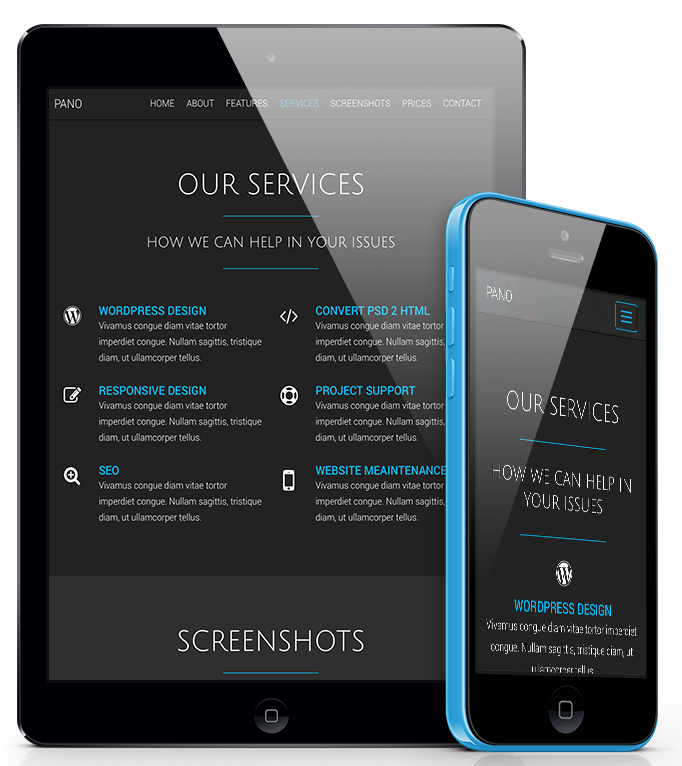 PANO HOME ABOUT FEATURES SERVICES SCREENSHOTS PRICES CONTACT
OUR SERVICES
HOW WE CAN HELP IN YOUR ISSUES
WORDPRESS DESIGN
Vivamus congue diam vitae tortor
imperdiet congue. Nullam sagittis, tristique
diam, ut ullamcorper tellus.
CONVERT PSD 2 HTML
Vivamus congue diam vitae tortor
imperdiet congue. Nullam sagittis,
diam, ut ullamcorper tellus.
RESPONSIVE DESIGN
Vivamus congue diam vitae tortor
imperdiet congue. Nullam sagittis, tristique
diam, ut ullamcorper tellus.
PROJECT SUPPORT
Vivamus congue diam vitae tortor
imperdiet congue. Nullam sagittis,
diam, ut ullamcorper tellus.
SEO
Vivamus congue diam vitae tortor
imperdiet congue. Nullam sagittis, tristique
diam, ut ullamcorper tellus.
WEBSITE MEAINTENANCE
Vivamus congue diam vitae tortor
imperdiet congue. Nullam sagittis,
diam, ut ullamcorper tellus.
SCREENSHOTS
PANO
OUR SERVICES
HOW WE CAN HELP IN
YOUR ISSUES
WORDPRESS DESIGN
Vivamus congue diam vitae tortor imperdiet
congue. Nullam sagittis, tristique diam, ut
ullamcorper tellus.